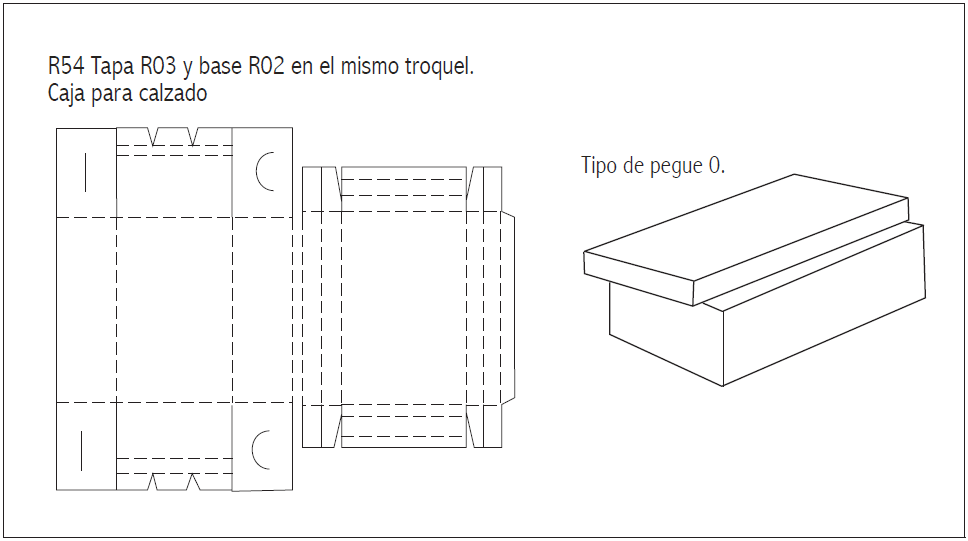 R54 Tapa R03 y base R02 en el mismo troquel.
Caja para calzado
Tipo de pegue 0.